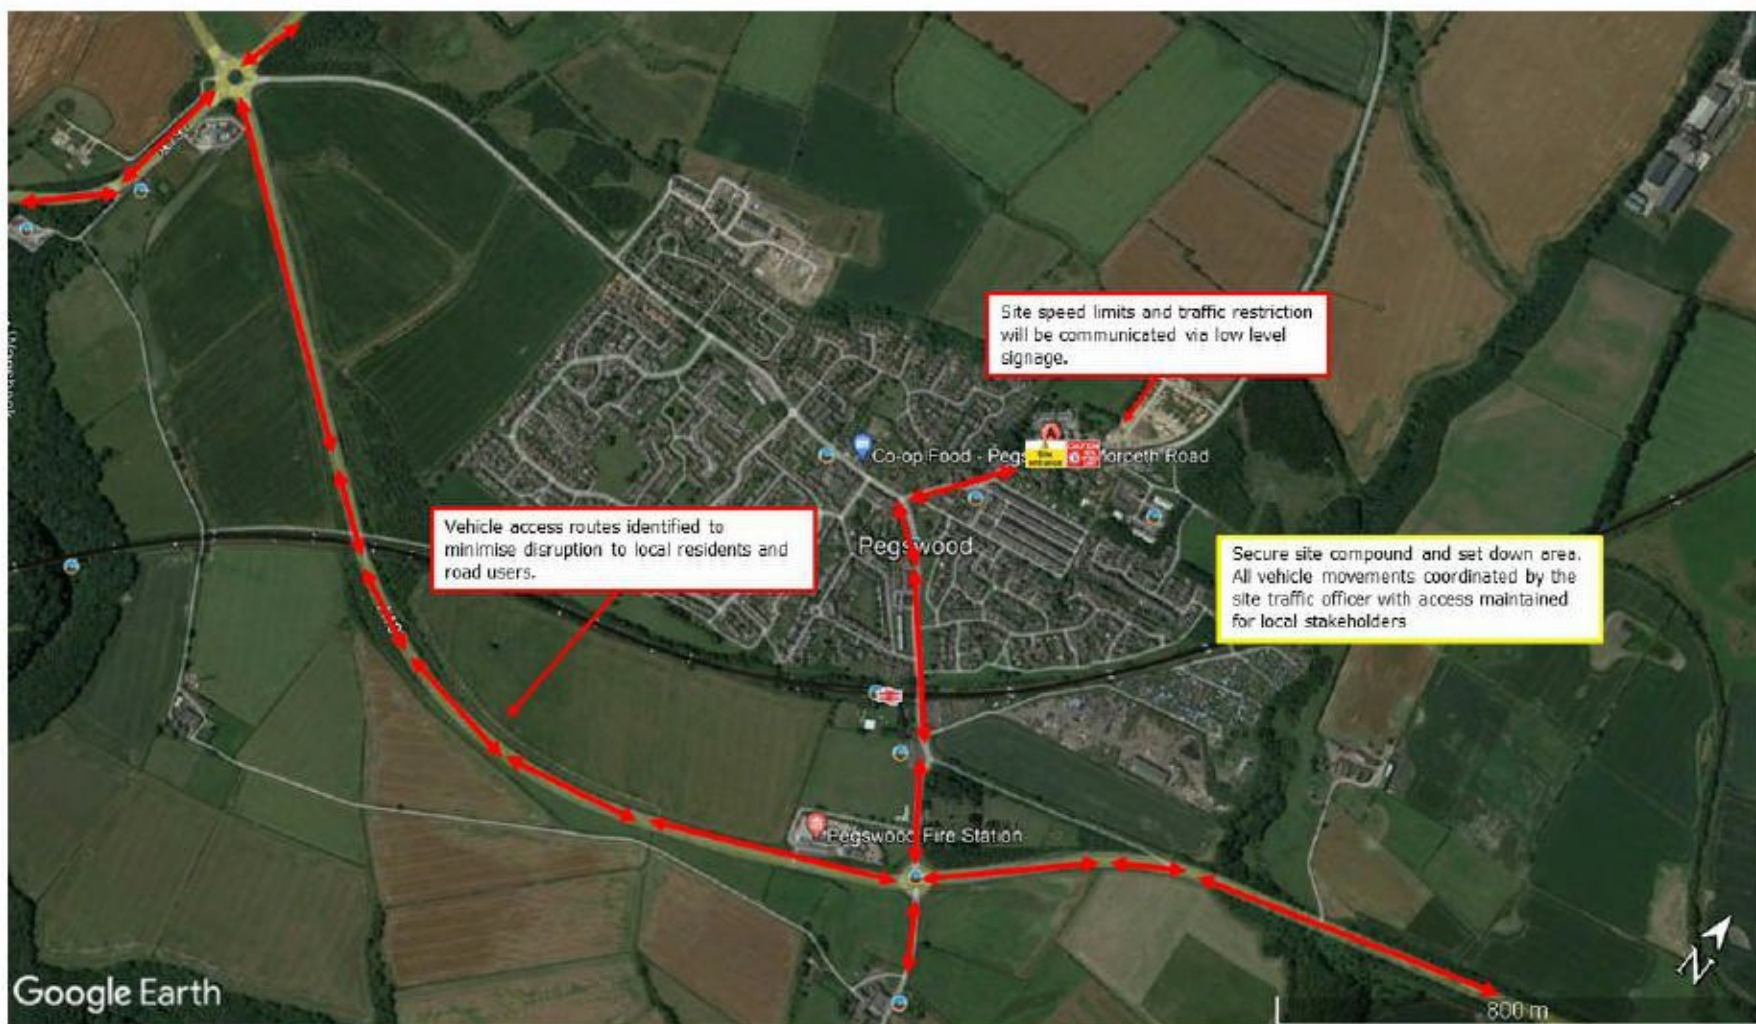 Site speed limits and traffic restriction
will be communicated via low level
signage.
Co-op Food - Pegs
Morpeth Road
Site
entrance
Vehicle access routes identified to
minimise disruption to local residents and
road users.
Pegswood
Secure site compound and set down area.
All vehicle movements coordinated by the
site traffic officer with access maintained
for local stakeholders
Pegswood Fire Station
N
Google Earth
800 m